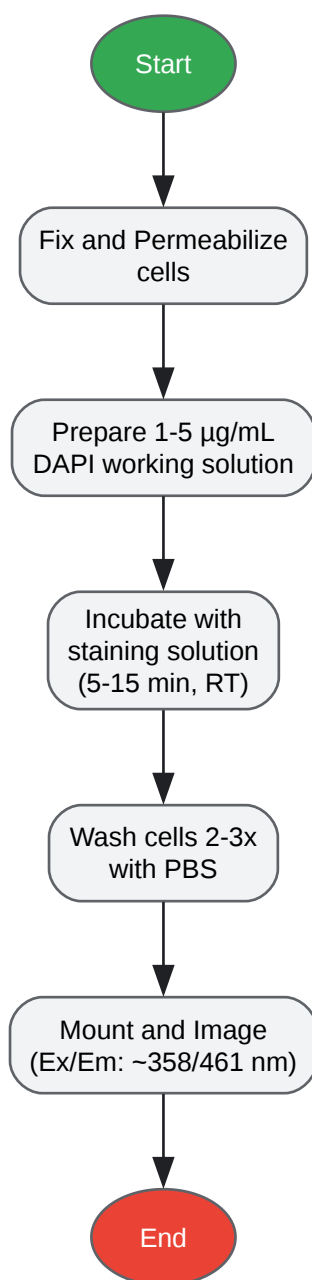 Start
Fix and Permeabilize
cells
Prepare 1-5 µg/mL
DAPI working solution
Incubate with
staining solution
(5-15 min, RT)
Wash cells 2-3x
with PBS
Mount and Image
(Ex/Em: ~358/461 nm)
End